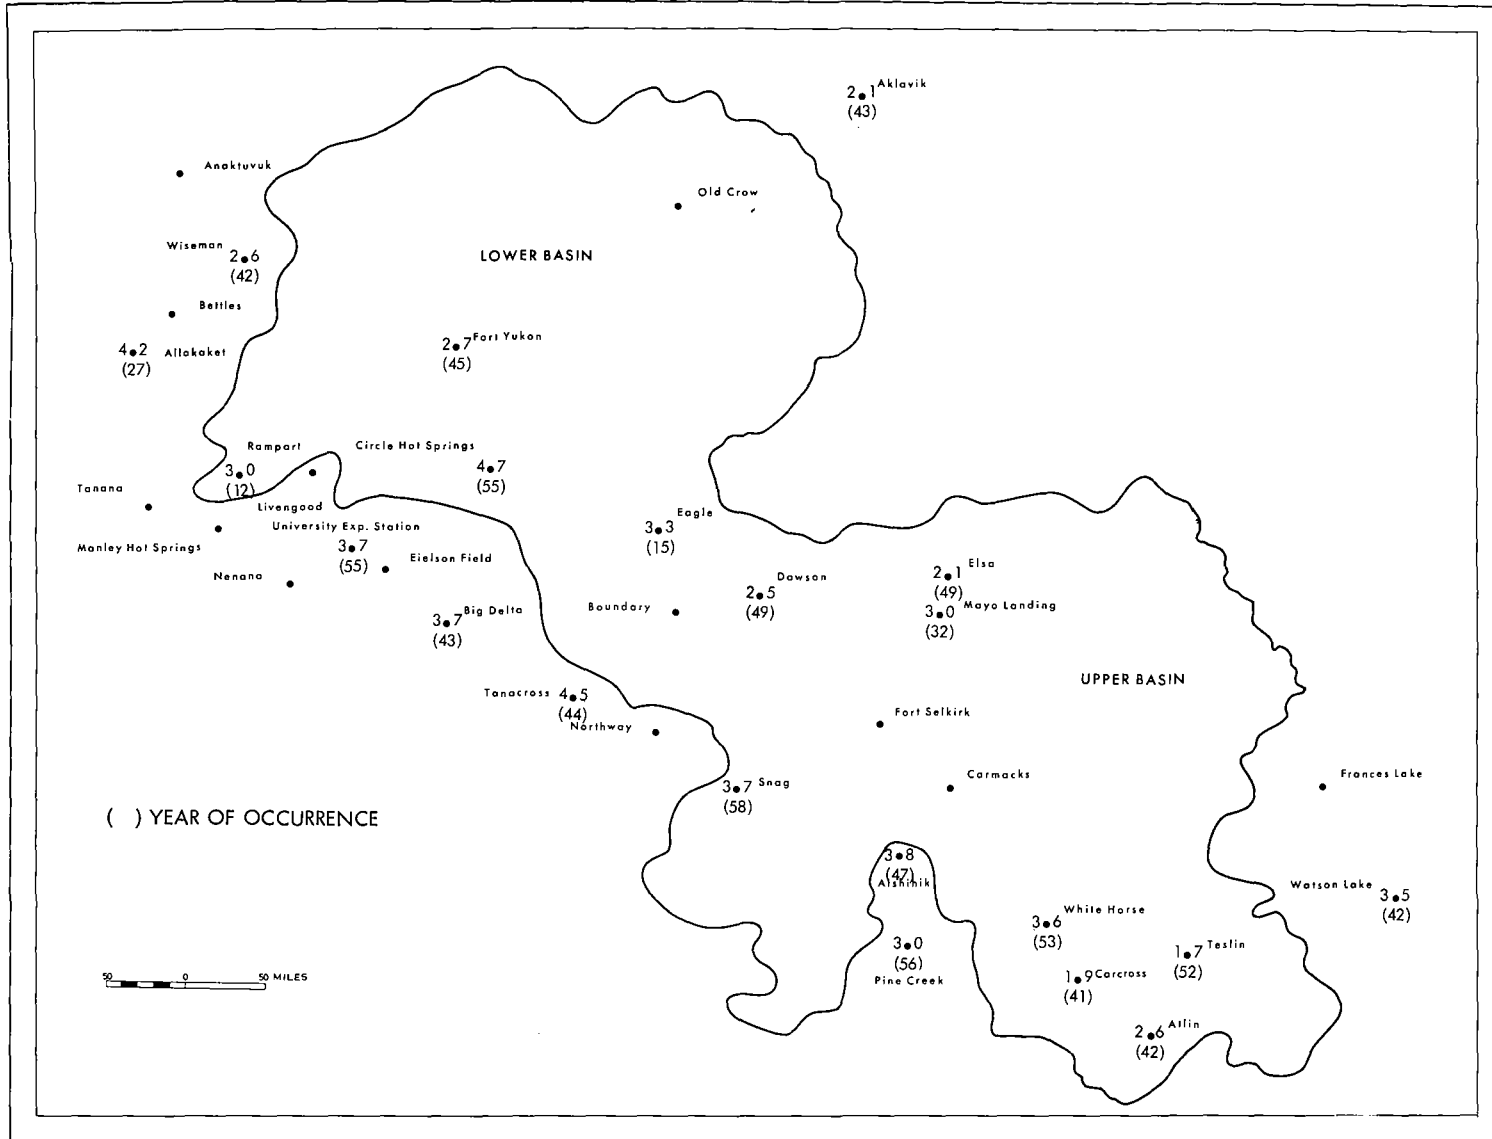 Aklavik
2.1
(43)
Anaktuvuk
Old Crow
Wiseman
2.6
(42)
LOWER BASIN
Bettles
4.2
Allakaket
(27)
2.7
Fort Yukon
(45)
Rampart
3.0
(12)
Circle Hot Springs
4.7
(55)
Tanana
Livengood
Manley Hot Springs
University Exp. Station
3.7
(55)
Eielson Field
Nenana
Eagle
3.3
(15)
Elsa
2.1
(49)
Dawson
2.5
(49)
Boundary
Mayo Landing
3.0
(32)
Big Delta
3.7
(43)
UPPER BASIN
Tanacross
4.5
(44)
Northway
Fort Selkirk
Snag
3.7
(58)
Carmacks
Frances Lake
( ) YEAR OF OCCURRENCE
3.8
(47)
Aishihik
Watson Lake
3.5
(42)
White Horse
3.6
(53)
3.0
(56)
Pine Creek
Teslin
1.7
(52)
1.9
Carcross
(41)
50 0 50 MILES
Atlin
2.6
(42)